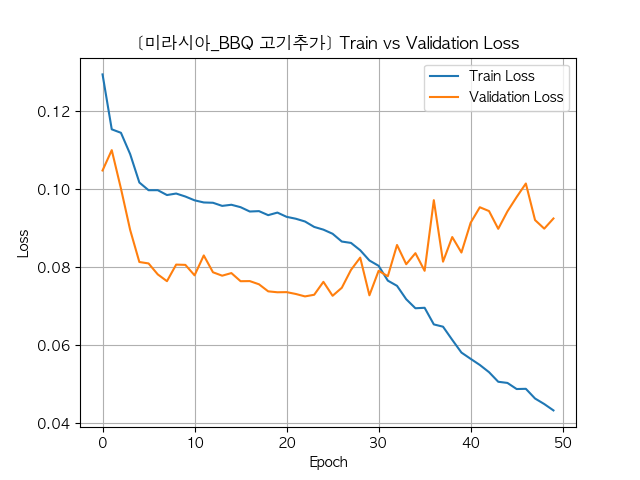 [미라시아_BBQ 고기추가] Train vs Validation Loss
Train Loss
Validation Loss
Loss
0.12
0.10
0.08
0.06
0.04
0 10 20 30 40 50
Epoch